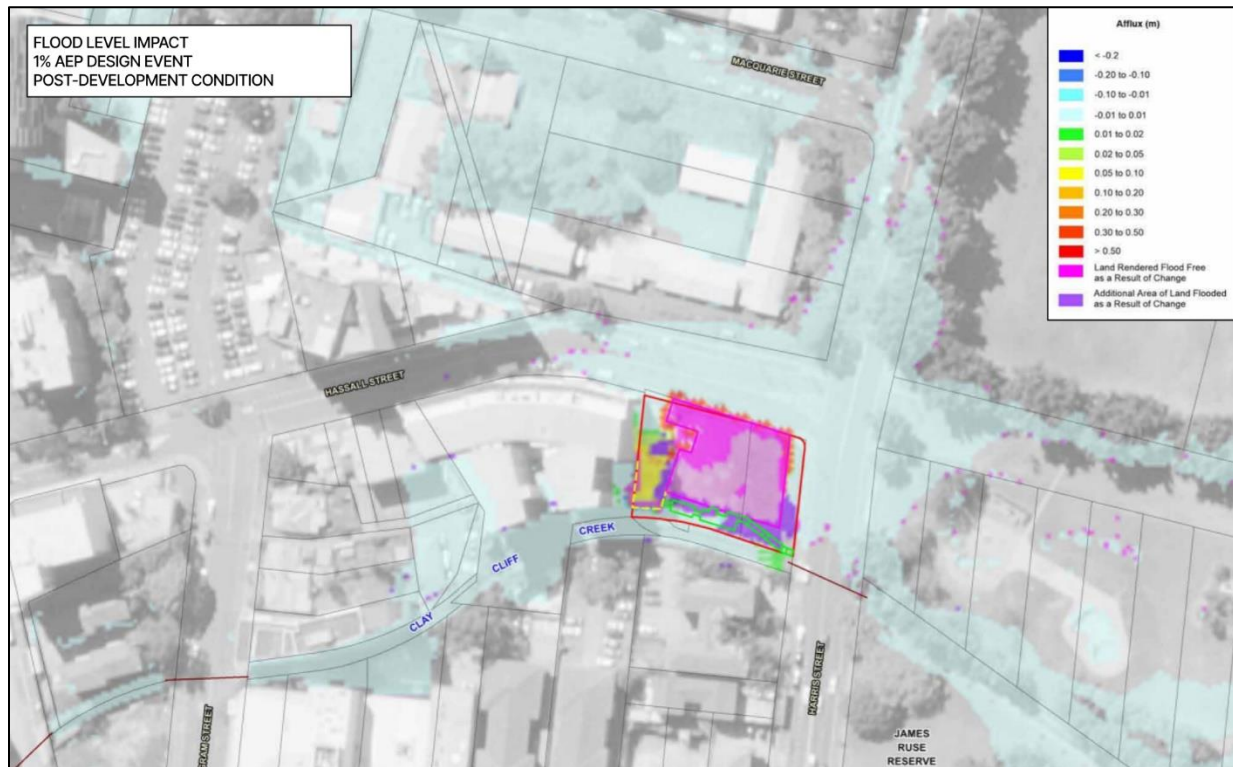 FLOOD LEVEL IMPACT
1% AEP DESIGN EVENT
POST-DEVELOPMENT CONDITION
MACQUARIE STREET
Afflux (m)
< -0.2
-0.20 to -0.10
-0.10 to -0.01
-0.01 to 0.01
0.01 to 0.02
0.02 to 0.05
0.05 to 0.10
0.10 to 0.20
0.20 to 0.30
0.30 to 0.50
> 0.50
Land Rendered Flood Free
as a Result of Change
Additional Area of Land Flooded
as a Result of Change
HASSALL STREET
CREEK
CLIFF
CLAY
HARRIS STREET
GRAM STREET
JAMES
RUSE
RESERVE